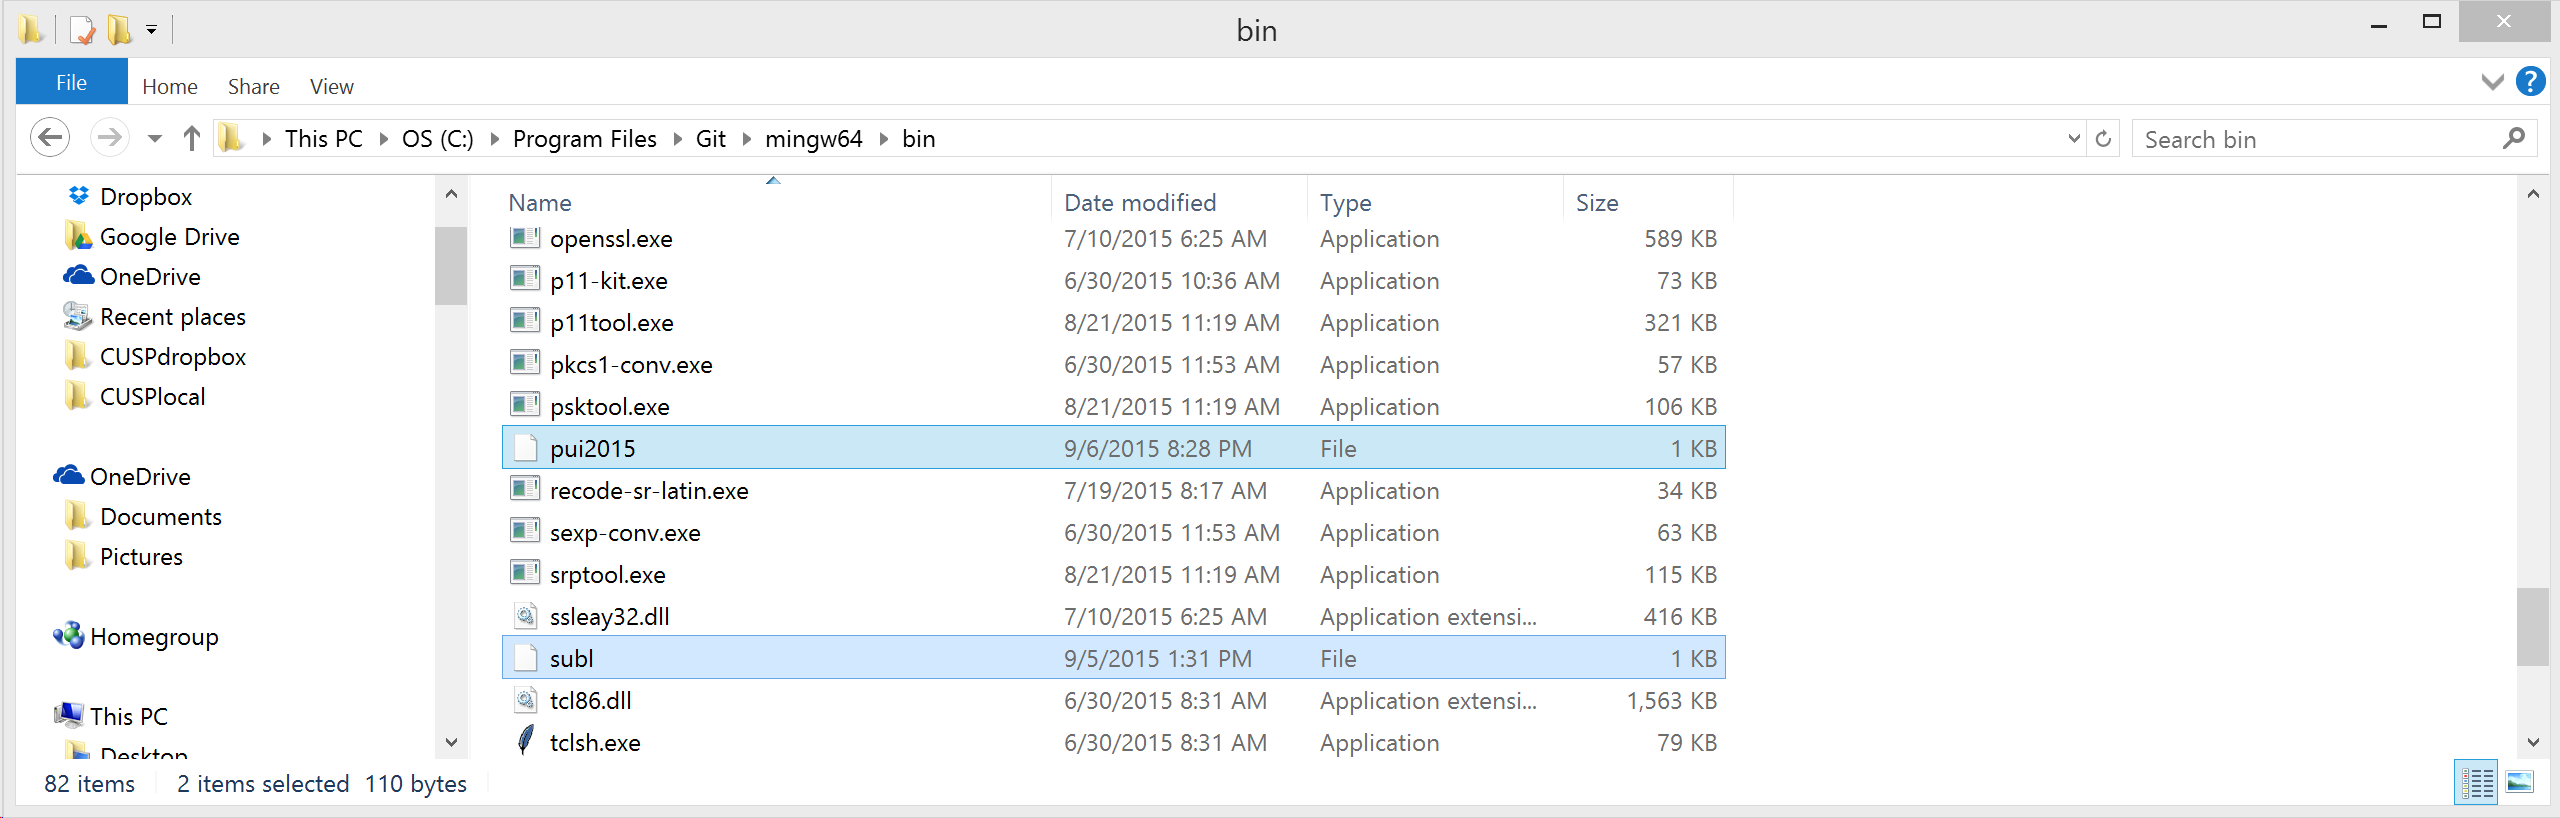 bin
File Home Share View
This PC OS (C:) Program Files Git mingw64 bin
Search bin
Dropbox
Google Drive
OneDrive
Recent places
CUSPdropbox
CUSPlocal
OneDrive
Documents
Pictures
Homegroup
This PC
Desktop
Name Date modified Type Size
openssl.exe 7/10/2015 6:25 AM Application 589 KB
p11-kit.exe 6/30/2015 10:36 AM Application 73 KB
p11tool.exe 8/21/2015 11:19 AM Application 321 KB
pkcs1-conv.exe 6/30/2015 11:53 AM Application 57 KB
psktool.exe 8/21/2015 11:19 AM Application 106 KB
pui2015 9/6/2015 8:28 PM File 1 KB
recode-sr-latin.exe 7/19/2015 8:17 AM Application 34 KB
sexp-conv.exe 6/30/2015 11:53 AM Application 63 KB
srptool.exe 8/21/2015 11:19 AM Application 115 KB
ssleay32.dll 7/10/2015 6:25 AM Application extensi... 416 KB
subl 9/5/2015 1:31 PM File 1 KB
tcl86.dll 6/30/2015 8:31 AM Application extensi... 1,563 KB
tclsh.exe 6/30/2015 8:31 AM Application 79 KB
82 items 2 items selected 110 bytes